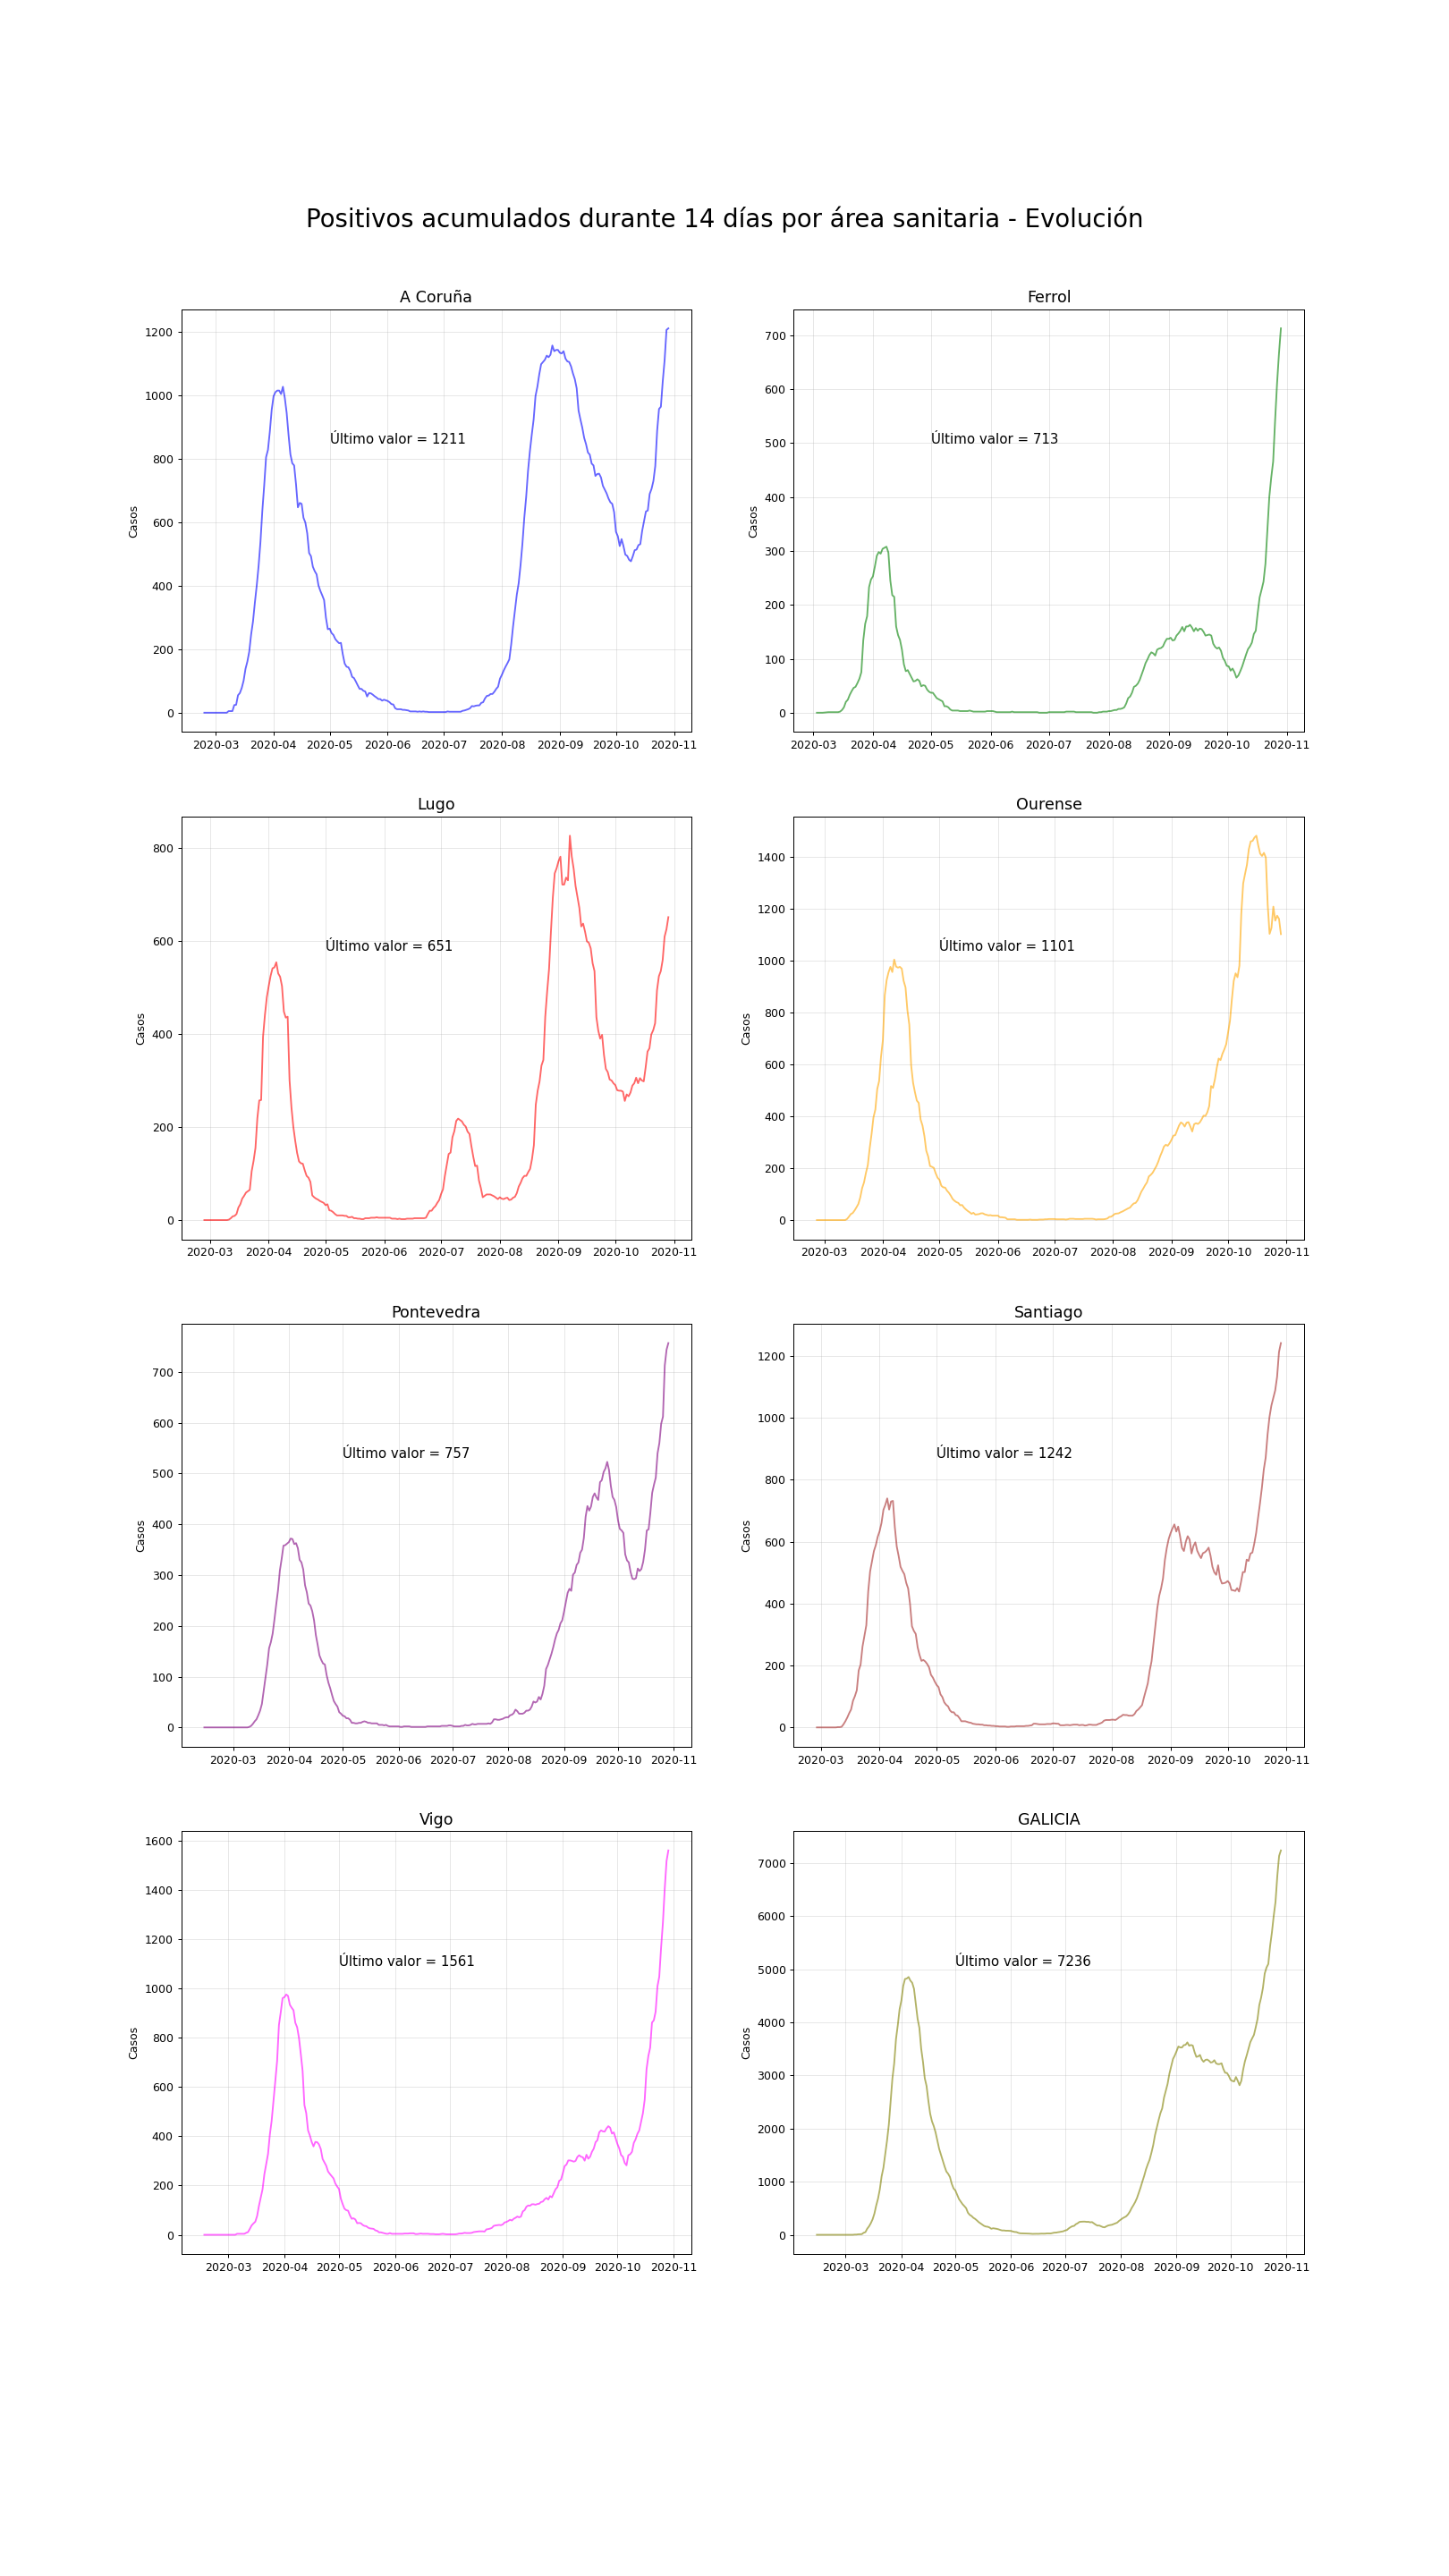 Positivos acumulados durante 14 días por área sanitaria - Evolución
A Coruña
Casos
1200
1000
800
600
400
200
0
Último valor = 1211
2020-03 2020-04 2020-05 2020-06 2020-07 2020-08 2020-09 2020-10 2020-11
Ferrol
Casos
700
600
500
400
300
200
100
0
Último valor = 713
2020-03 2020-04 2020-05 2020-06 2020-07 2020-08 2020-09 2020-10 2020-11
Lugo
Casos
800
600
400
200
0
Último valor = 651
2020-03 2020-04 2020-05 2020-06 2020-07 2020-08 2020-09 2020-10 2020-11
Ourense
Casos
1400
1200
1000
800
600
400
200
0
Último valor = 1101
2020-03 2020-04 2020-05 2020-06 2020-07 2020-08 2020-09 2020-10 2020-11
Pontevedra
Casos
700
600
500
400
300
200
100
0
Último valor = 757
2020-03 2020-04 2020-05 2020-06 2020-07 2020-08 2020-09 2020-10 2020-11
Santiago
Casos
1200
1000
800
600
400
200
0
Último valor = 1242
2020-03 2020-04 2020-05 2020-06 2020-07 2020-08 2020-09 2020-10 2020-11
Vigo
Casos
1600
1400
1200
1000
800
600
400
200
0
Último valor = 1561
2020-03 2020-04 2020-05 2020-06 2020-07 2020-08 2020-09 2020-10 2020-11
GALICIA
Casos
7000
6000
5000
4000
3000
2000
1000
0
Último valor = 7236
2020-03 2020-04 2020-05 2020-06 2020-07 2020-08 2020-09 2020-10 2020-11